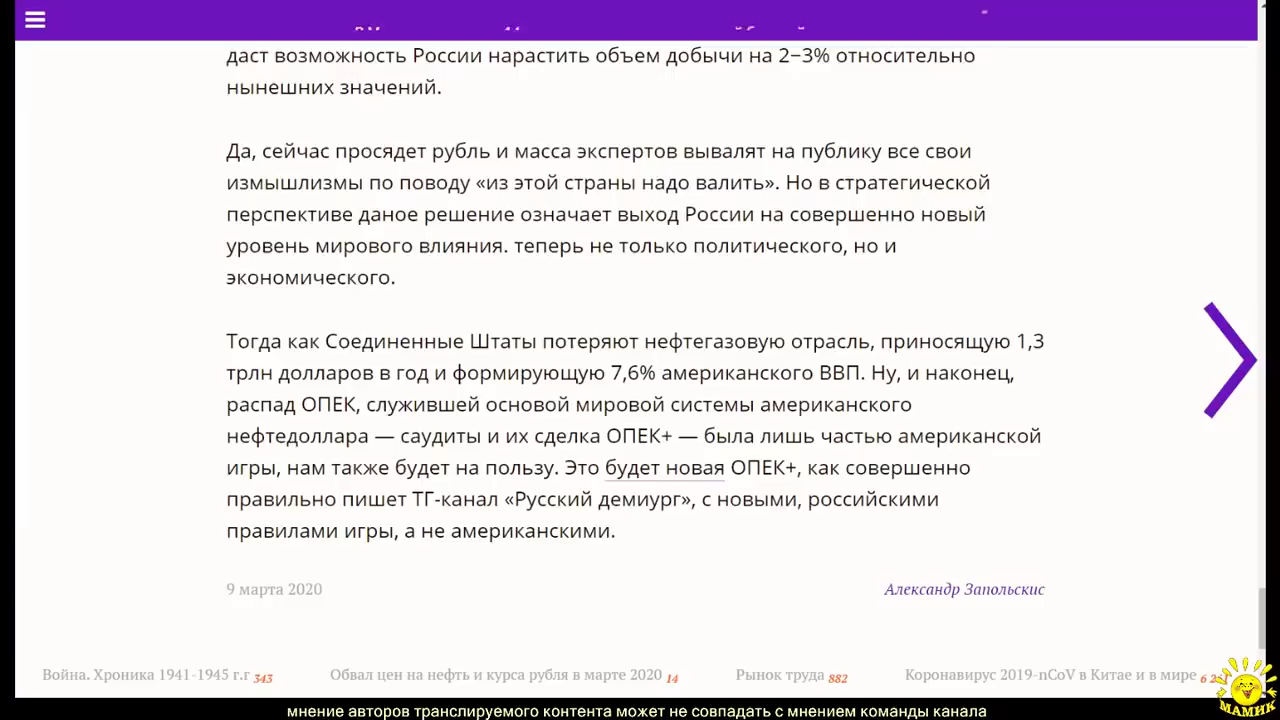 даст возможность России нарастить объем добычи на 2−3% относительно
нынешних значений.
Да, сейчас просядет рубль и масса экспертов вывалят на публику все свои
измышлизмы по поводу «из этой страны надо валить». Но в стратегической
перспективе даное решение означает выход России на совершенно новый
уровень мирового влияния. теперь не только политического, но и
экономического.
Тогда как Соединенные Штаты потеряют нефтегазовую отрасль, приносящую 1,3
трлн долларов в год и формирующую 7,6% американского ВВП. Ну, и наконец,
распад ОПЕК, служившей основой мировой системы американского
нефтедоллара — саудиты и их сделка ОПЕК+ — была лишь частью американской
игры, нам также будет на пользу. Это будет новая ОПЕК+, как совершенно
правильно пишет ТГ-канал «Русский демиург», с новыми, российскими
правилами игры, а не американскими.
9 марта 2020 Александр Запольскис
Война. Хроника 1941-1945 г.г 343 Обвал цен на нефть и курса рубля в марте 2020 14 Рынок труда 882 Коронавирус 2019-nCoV в Китае и в мире
МАМИК
мнение авторов транслируемого контента может не совпадать с мнением команды канала